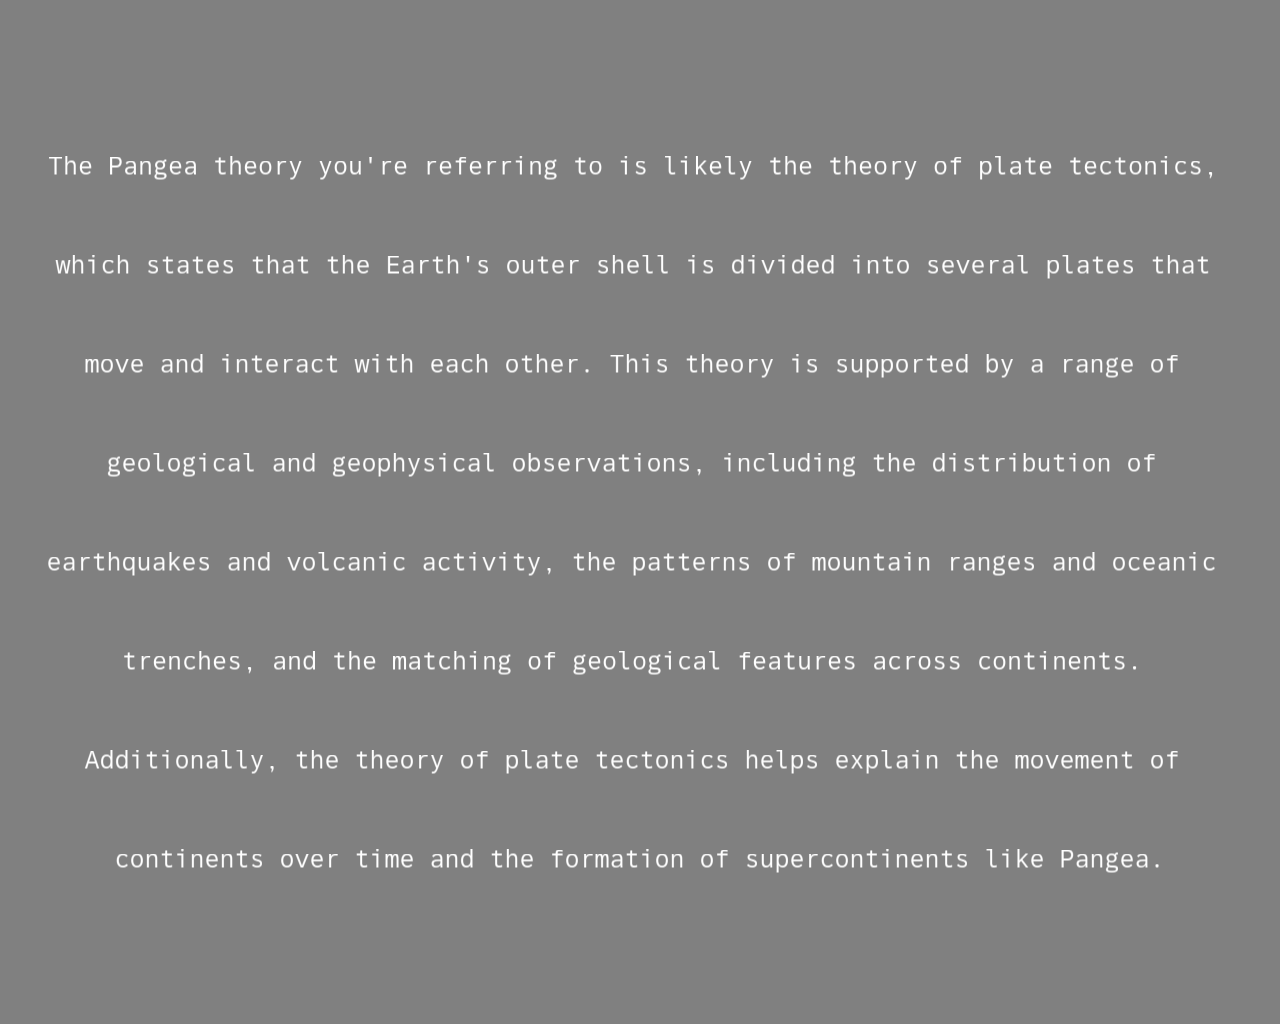 The Pangea theory you're referring to is likely the theory of plate tectonics,
which states that the Earth's outer shell is divided into several plates that
move and interact with each other. This theory is supported by a range of
geological and geophysical observations, including the distribution of
earthquakes and volcanic activity, the patterns of mountain ranges and oceanic
trenches, and the matching of geological features across continents.
Additionally, the theory of plate tectonics helps explain the movement of
continents over time and the formation of supercontinents like Pangea.